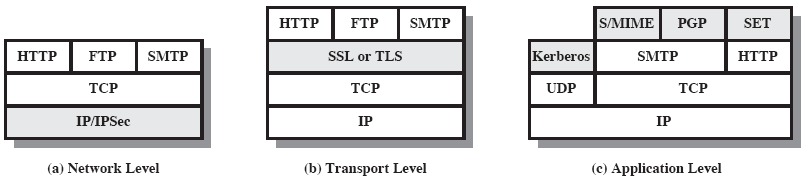 HTTP FTP SMTP
TCP
IP/IPSec
(a) Network Level
HTTP FTP SMTP
SSL or TLS
TCP
IP
(b) Transport Level
S/MIME PGP SET
Kerberos SMTP HTTP
UDP TCP
IP
(c) Application Level